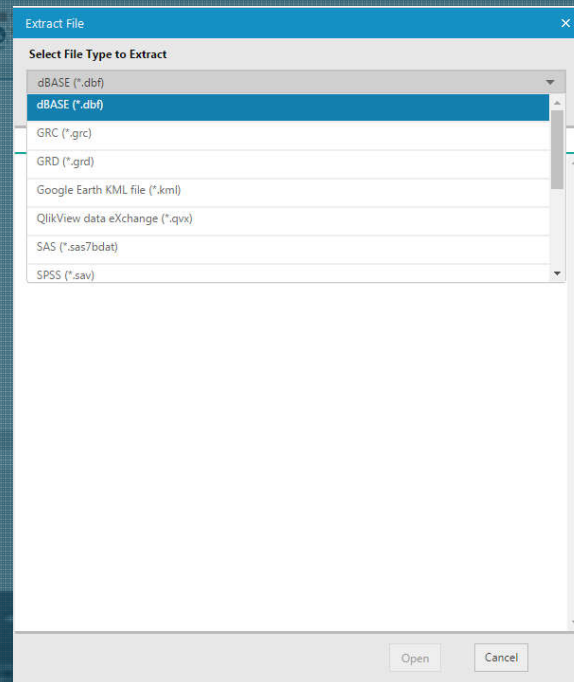 Extract File
Select File Type to Extract
dBASE (*.dbf)
dBASE (*.dbf)
GRC (*.grc)
GRD (*.grd)
Google Earth KML file (*.kml)
QlikView data eXchange (*.qvx)
SAS (*.sas7bdat)
SPSS (*.sav)
Open
Cancel